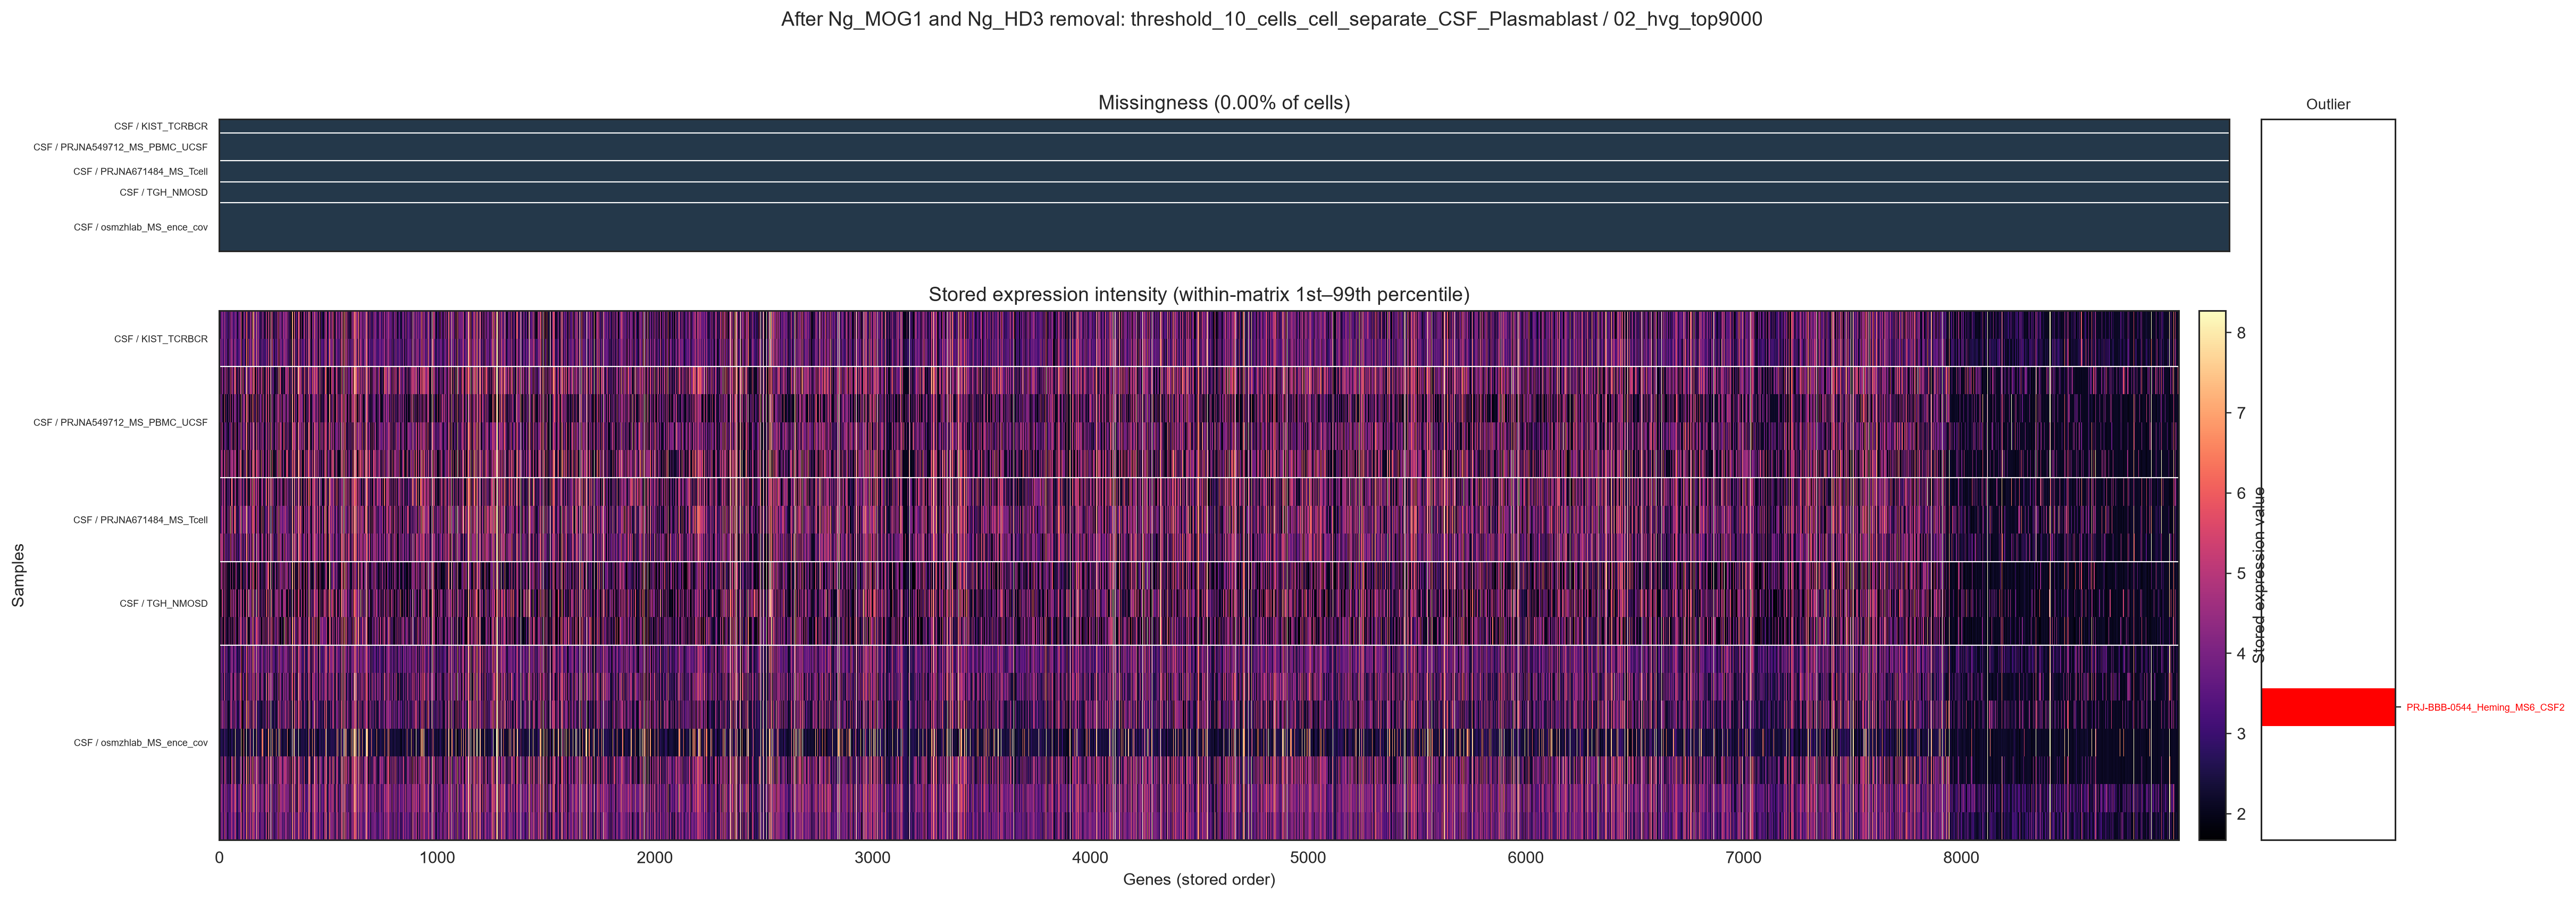 After Ng_MOG1 and Ng_HD3 removal: threshold_10_cells_cell_separate_CSF_Plasmablast / 02_hvg_top9000
Missingness (0.00% of cells)
Outlier
CSF / KIST_TCRBCR
CSF / PRJNA549712_MS_PBMC_UCSF
CSF / PRJNA671484_MS_Tcell
CSF / TGH_NMOSD
CSF / osmzhlab_MS_ence_cov
Stored expression intensity (within-matrix 1st–99th percentile)
Samples
CSF / KIST_TCRBCR
CSF / PRJNA549712_MS_PBMC_UCSF
CSF / PRJNA671484_MS_Tcell
CSF / TGH_NMOSD
CSF / osmzhlab_MS_ence_cov
8
7
6
5
4
3
2
Stored expression value
PRJ-BBB-0544_Heming_MS6_CSF2
0 1000 2000 3000 4000 5000 6000 7000 8000
Genes (stored order)